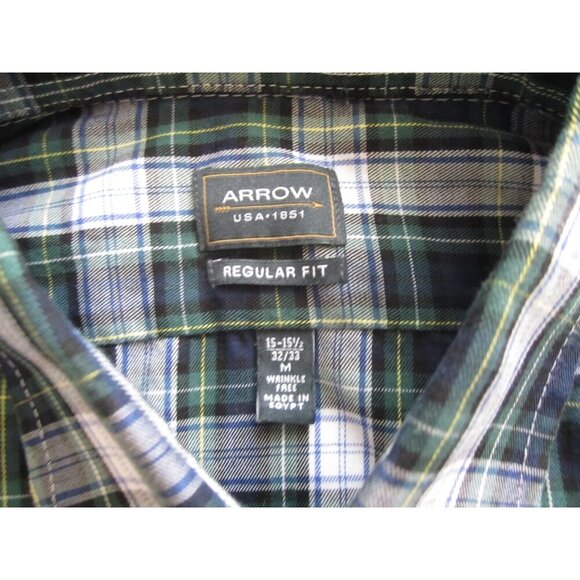 ARROW
USA•1851
REGULAR FIT
15-15½
32/33
M
WRINKLE
FREE
MADE IN
EGYPT